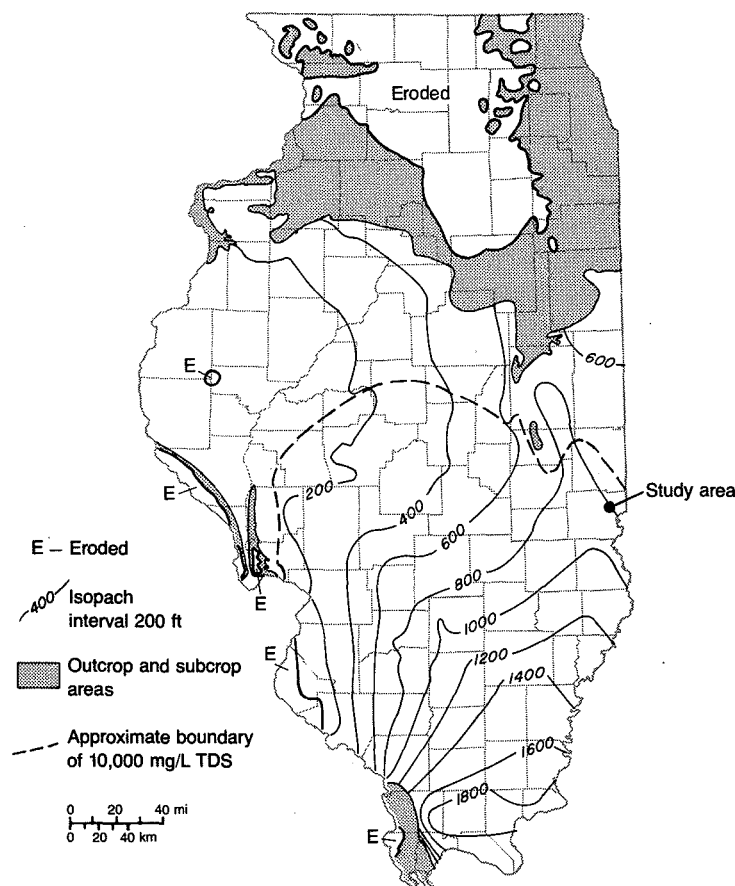 Eroded
600
E
Study area
E
200
400
600
800
1000
1200
1400
1600
1800
E
E
E
E – Eroded
400 Isopach
interval 200 ft
Outcrop and subcrop
areas
Approximate boundary
of 10,000 mg/L TDS
0 20 40 mi
0 20 40 km